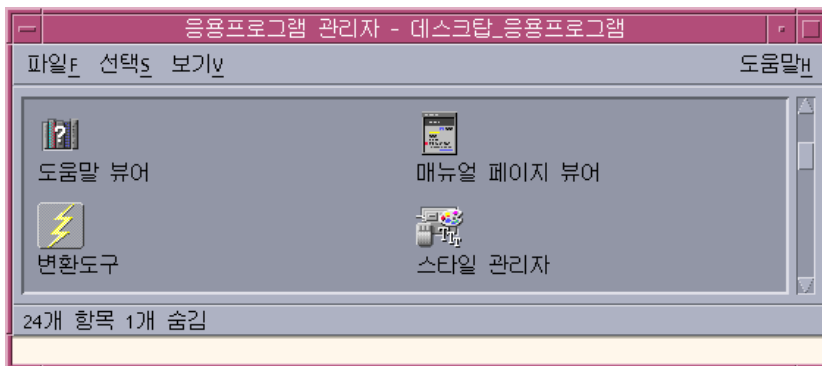 응용프로그램 관리자 - 데스크탑_응용프로그램
파일F 선택S 보기V 도움말H
도움말 뷰어 매뉴얼 페이지 뷰어
변환도구 스타일 관리자
24개 항목 1개 숨김